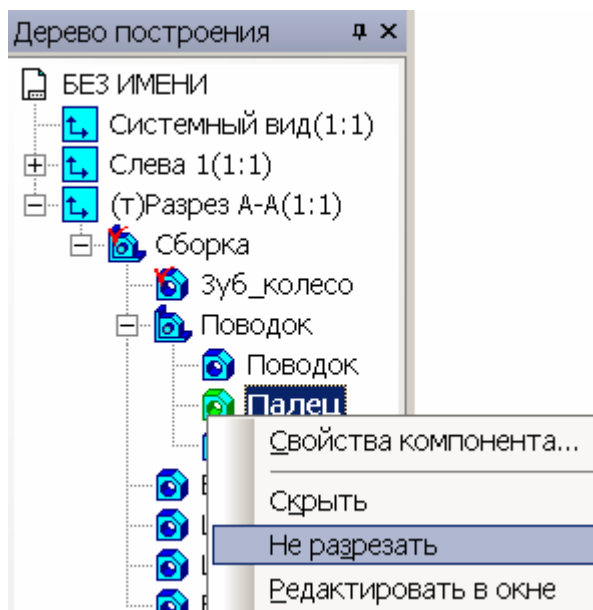 Дерево построения
БЕЗ ИМЕНИ
Системный вид(1:1)
Слева 1(1:1)
(т)Разрез А-А(1:1)
Сборка
Зуб_колесо
Поводок
Поводок
Палец
Свойства компонента...
Скрыть
Не разрезать
Редактировать в окне